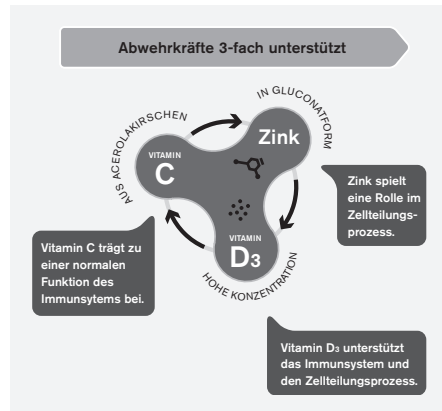 Abwehrkräfte 3-fach unterstützt
AUS ACEROLAKIRSCHEN
IN GLUCONATFORM
VITAMIN
C
Zink
VITAMIN
D3
HOHE KONZENTRATION
Zink spielt
eine Rolle im
Zellteilungs-
prozess.
Vitamin C trägt zu
einer normalen
Funktion des
Immunsytems bei.
Vitamin D3 unterstützt
das Immunsystem und
den Zellteilungsprozess.